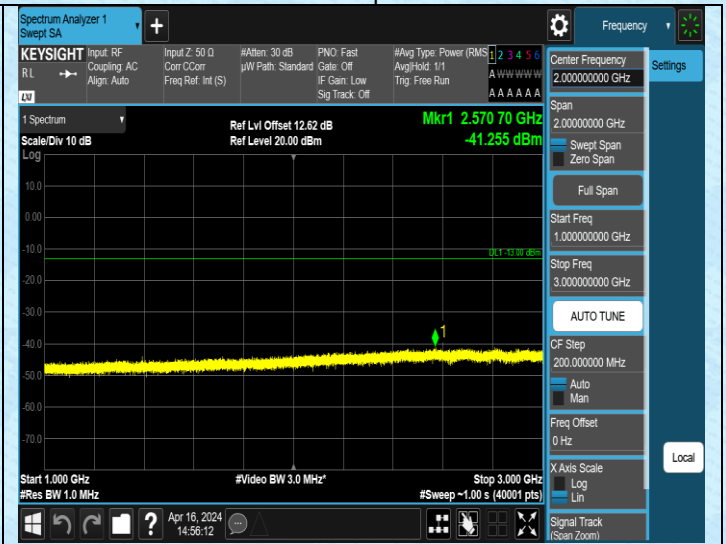 Spectrum Analyzer 1
Swept SA
Frequency
KEYSIGHT
RL
LXI
Input: RF
Coupling: AC
Align: Auto
Input Z: 50 Ω
Corr CCorr
Freq Ref: Int (S)
#Atten: 30 dB
µW Path: Standard
PNO: Fast
Gate: Off
IF Gain: Low
Sig Track: Off
#Avg Type: Power (RMS
Avg|Hold: 1/1
Trig: Free Run
1 2 3 4 5 6
A W W W W W
A A A A A A
1 Spectrum
Scale/Div 10 dB
Log
Ref Lvl Offset 12.62 dB
Ref Level 20.00 dBm
Mkr1 2.570 70 GHz
-41.255 dBm
10.0
0.00
-10.0
DL1 -13.00 dBm
-20.0
-30.0
1
-40.0
-50.0
-60.0
-70.0
Start 1.000 GHz
#Res BW 1.0 MHz
#Video BW 3.0 MHz*
Stop 3.000 GHz
#Sweep ~1.00 s (40001 pts)
?
Apr 16, 2024
14:56:12
Center Frequency
2.000000000 GHz
Span
2.00000000 GHz
Swept Span
Zero Span
Full Span
Start Freq
1.000000000 GHz
Stop Freq
3.000000000 GHz
AUTO TUNE
CF Step
200.000000 MHz
Auto
Man
Freq Offset
0 Hz
X Axis Scale
Log
Lin
Signal Track
(Span Zoom)
Settings
Local